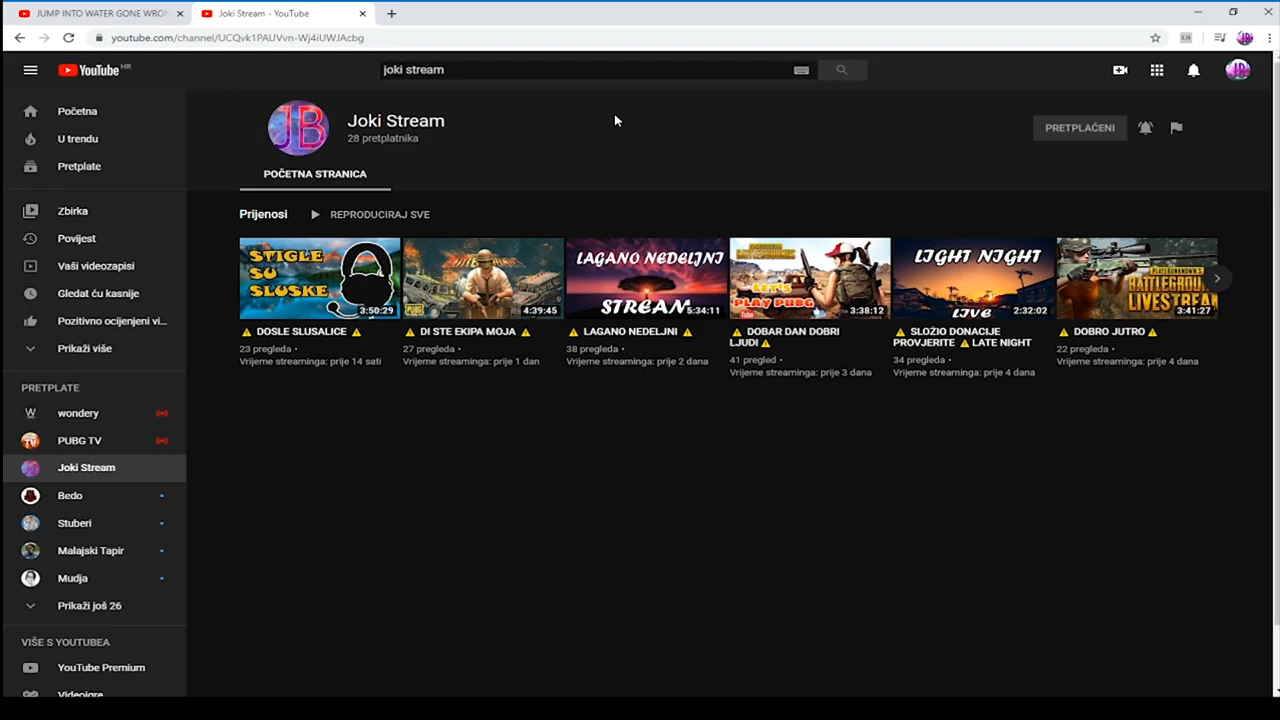 JUMP INTO WATER GONE WRON
Joki Stream - YouTube
youtube.com/channel/UCQvk1PAUVvn-Wj4iUWJAcbg
YouTube HR
joki stream
Početna
U trendu
Pretplate
Zbirka
Povijest
Vaši videozapisi
Gledat ću kasnije
Pozitivno ocijenjeni vi...
Prikaži više
PRETPLATE
wondery
PUBG TV
Joki Stream
Bedo
Stuberi
Malajski Tapir
Mudja
Prikaži još 26
VIŠE S YOUTUBEA
YouTube Premium
Videoigre
JB
Joki Stream
28 pretplatnika
PRETPLAĆENI
POČETNA STRANICA
Prijenosi
REPRODUCIRAJ SVE
STIGLE
SU
SLUSKE
3:50:29
DOSLE SLUSALICE
23 pregleda •
Vrijeme streaminga: prije 14 sati
4:39:45
DI STE EKIPA MOJA
27 pregleda •
Vrijeme streaminga: prije 1 dan
LAGANO NEDELJNI
STREAM
5:34:11
LAGANO NEDELJNI
38 pregleda •
Vrijeme streaminga: prije 2 dana
LET'S
PLAY PUBG
3:38:12
DOBAR DAN DOBRI
LJUDI
41 pregled •
Vrijeme streaminga: prije 3 dana
LIGHT NIGHT
LIVE
2:32:02
SLOŽIO DONACIJE
PROVJERITE LATE NIGHT
34 pregleda •
Vrijeme streaminga: prije 4 dana
PLAYERUNKNOWN'S
BATTLEGROUND
LIVESTREAM
3:41:27
DOBRO JUTRO
22 pregleda •
Vrijeme streaminga: prije 4 dana